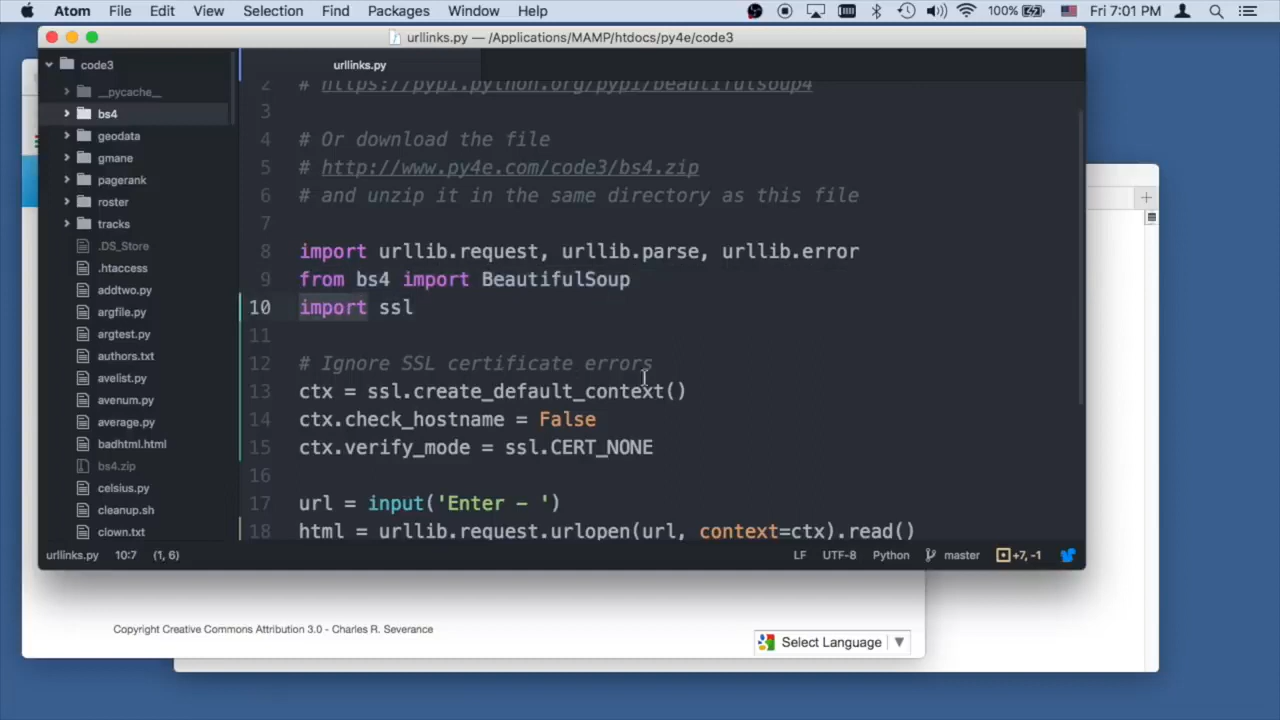 Atom File Edit View Selection Find Packages Window Help 100% Fri 7:01 PM
urllinks.py — /Applications/MAMP/htdocs/py4e/code3
code3
urllinks.py
__pycache__
bs4
geodata
gmane
pagerank
roster
tracks
.DS_Store
.htaccess
addtwo.py
argfile.py
argtest.py
authors.txt
avelist.py
avenum.py
average.py
badhtml.html
bs4.zip
celsius.py
cleanup.sh
clown.txt
2 # https://pypi.python.org/pypi/beautifulsoup4
3
4 # Or download the file
5 # http://www.py4e.com/code3/bs4.zip
6 # and unzip it in the same directory as this file
7
8 import urllib.request, urllib.parse, urllib.error
9 from bs4 import BeautifulSoup
10 import ssl
11
12 # Ignore SSL certificate errors
13 ctx = ssl.create_default_context()
14 ctx.check_hostname = False
15 ctx.verify_mode = ssl.CERT_NONE
16
17 url = input('Enter - ')
18 html = urllib.request.urlopen(url, context=ctx).read()
urllinks.py 10:7 (1, 6) LF UTF-8 Python master +7, -1
Copyright Creative Commons Attribution 3.0 - Charles R. Severance
Select Language ▼